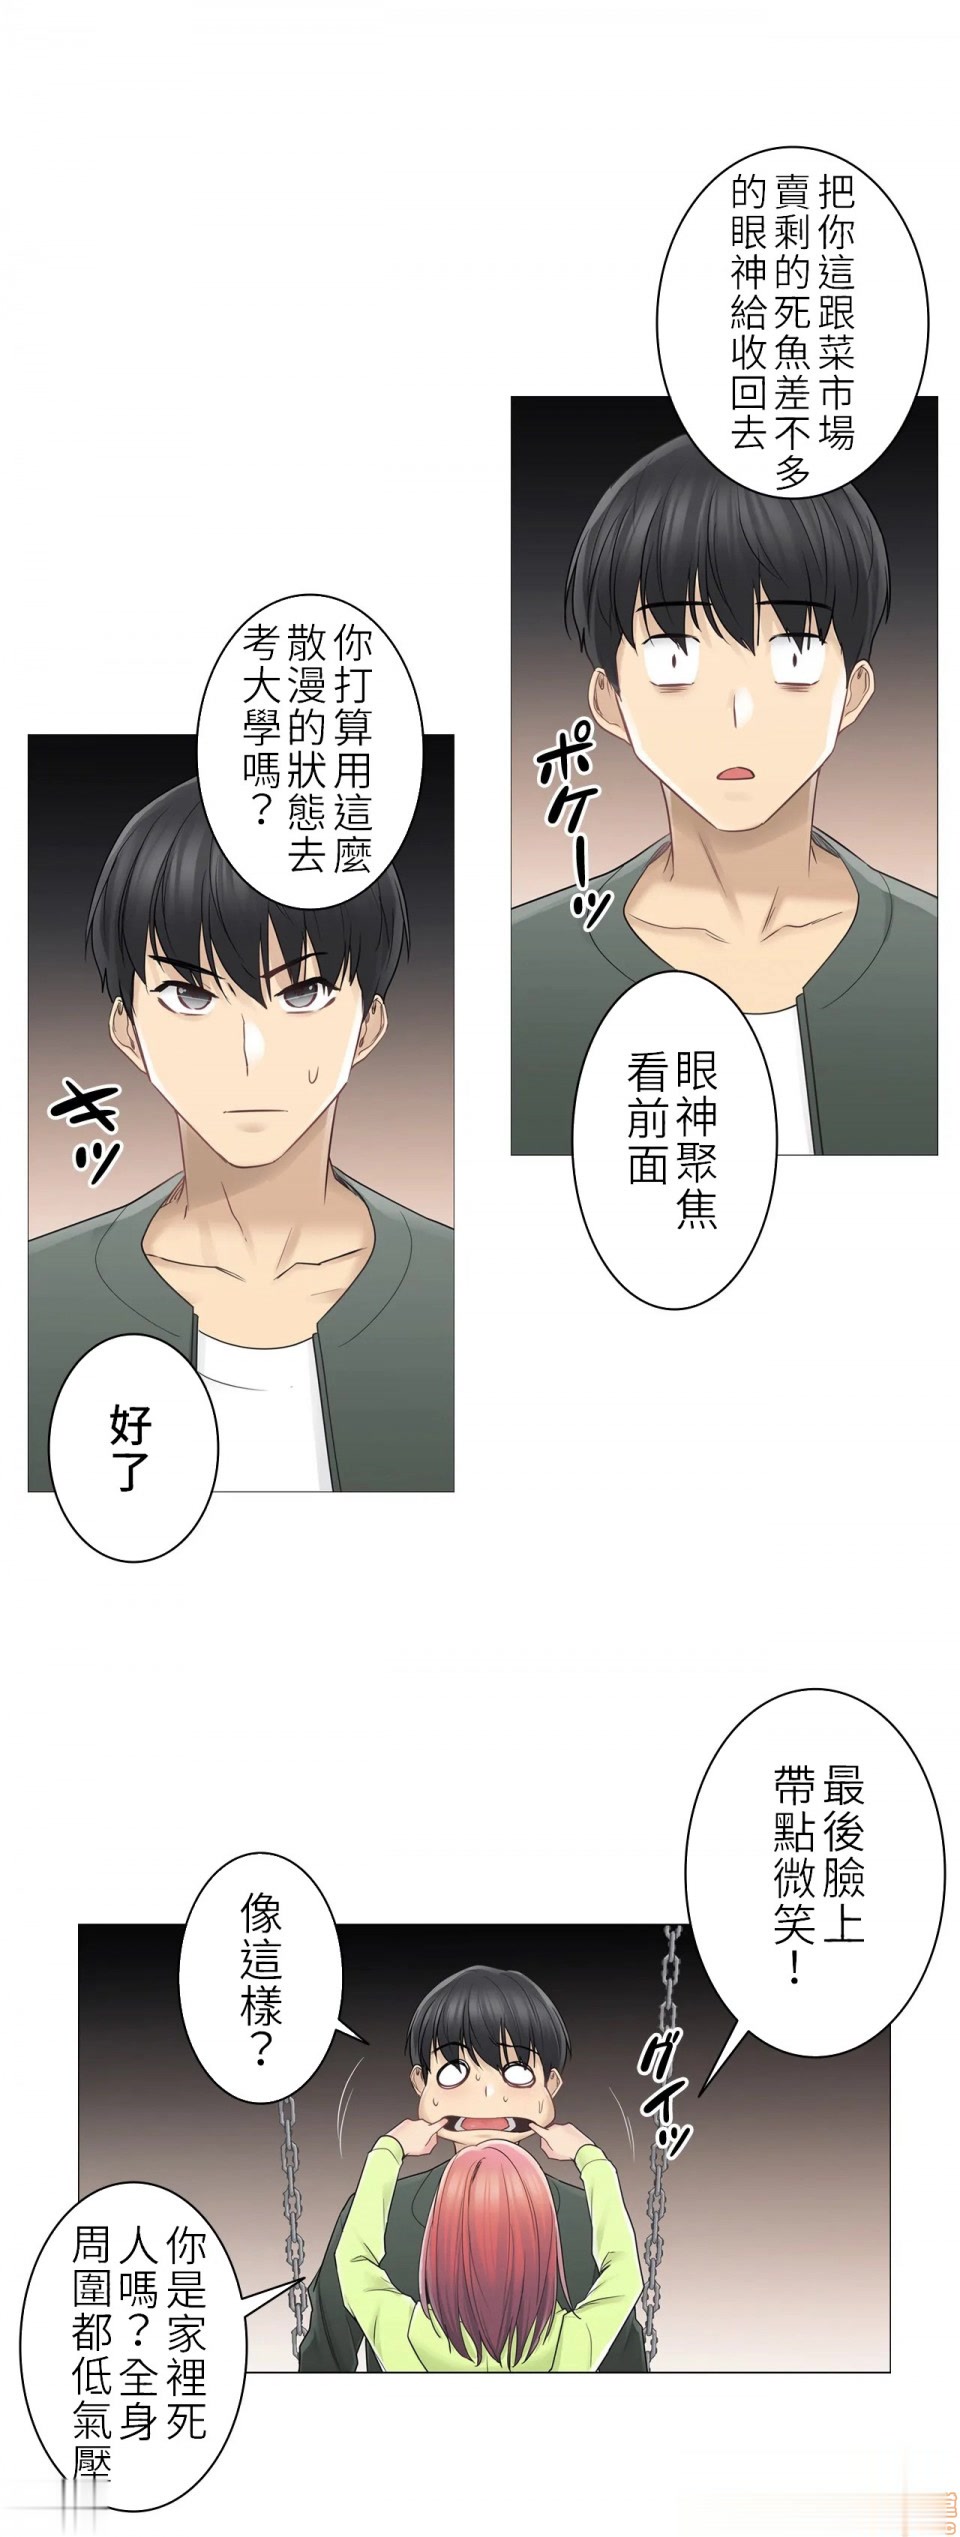 把你這跟菜市場
賣剩的死魚差不多
的眼神給收回去
ポケーッ
眼神聚焦
看前面
你打算用這麼
散漫的狀態去
考大學嗎？
メッ
好了
最後臉上
帶點微笑！
像這樣？
グイッ
你是家裡死
人嗎？全身
周圍都低氣壓